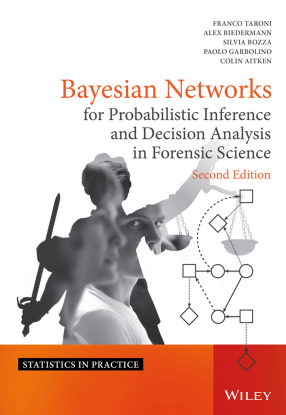 FRANCO TARONI
ALEX BIEDERMANN
SILVIA BOZZA
PAOLO GARBOLINO
COLIN AITKEN
Bayesian Networks
for Probabilistic Inference
and Decision Analysis
in Forensic Science
Second Edition
STATISTICS IN PRACTICE
WILEY